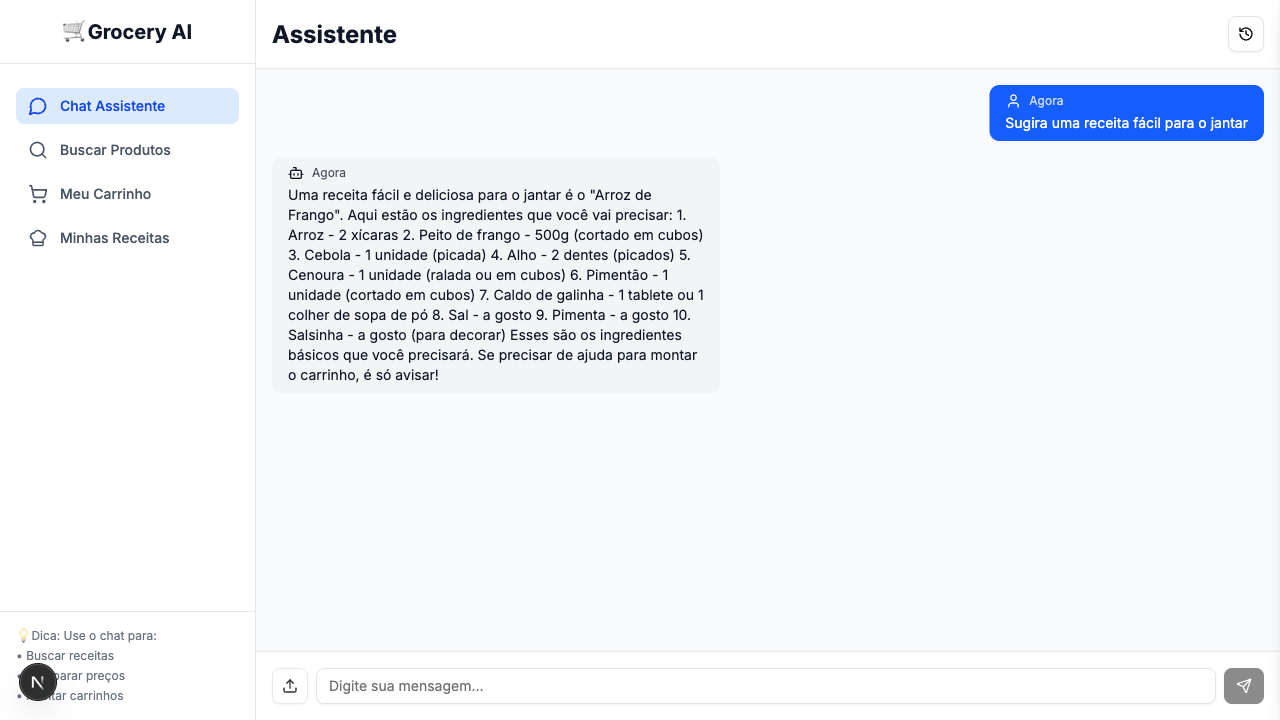 Grocery AI
Chat Assistente
Buscar Produtos
Meu Carrinho
Minhas Receitas
Assistente
Agora
Sugira uma receita fácil para o jantar
Agora
Uma receita fácil e deliciosa para o jantar é o "Arroz de
Frango". Aqui estão os ingredientes que você vai precisar: 1.
Arroz - 2 xícaras 2. Peito de frango - 500g (cortado em cubos)
3. Cebola - 1 unidade (picada) 4. Alho - 2 dentes (picados) 5.
Cenoura - 1 unidade (ralada ou em cubos) 6. Pimentão - 1
unidade (cortado em cubos) 7. Caldo de galinha - 1 tablete ou 1
colher de sopa de pó 8. Sal - a gosto 9. Pimenta - a gosto 10.
Salsinha - a gosto (para decorar) Esses são os ingredientes
básicos que você precisará. Se precisar de ajuda para montar
o carrinho, é só avisar!
Dica: Use o chat para:
• Buscar receitas
preços
carrinhos
N
Digite sua mensagem...